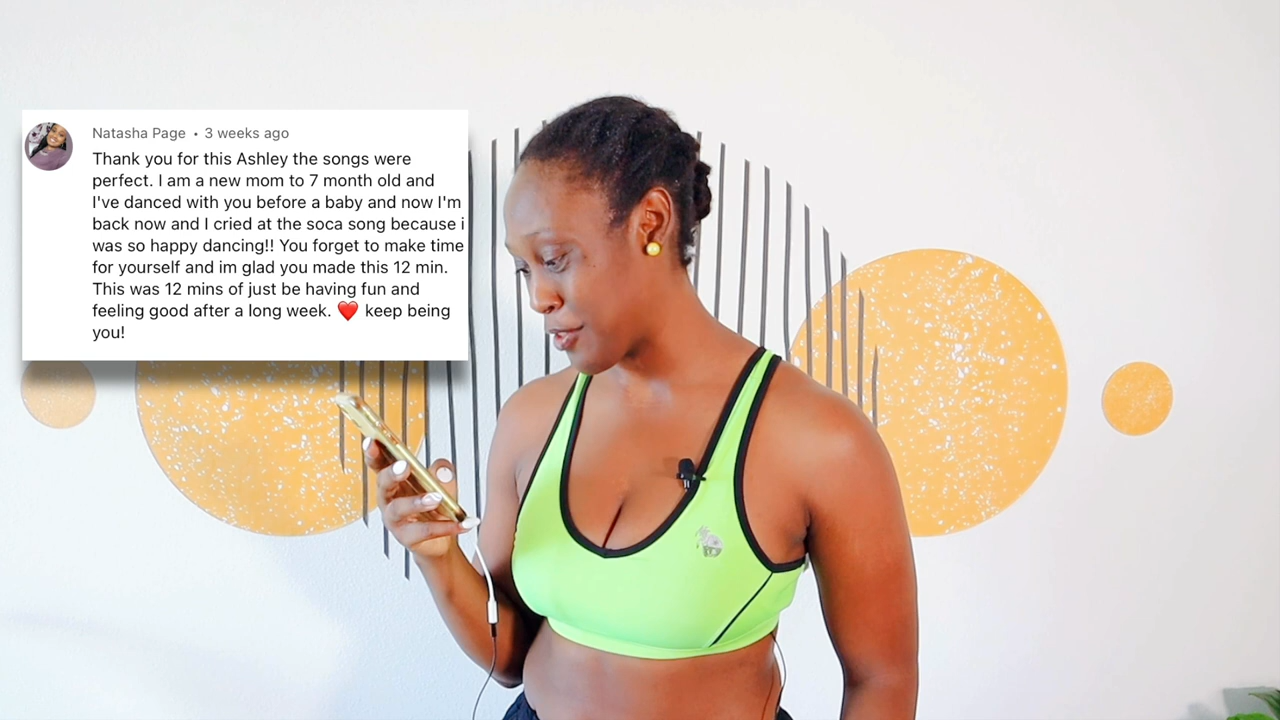 Natasha Page • 3 weeks ago
Thank you for this Ashley the songs were
perfect. I am a new mom to 7 month old and
I've danced with you before a baby and now I'm
back now and I cried at the soca song because i
was so happy dancing!! You forget to make time
for yourself and im glad you made this 12 min.
This was 12 mins of just be having fun and
feeling good after a long week. ❤️ keep being
you!